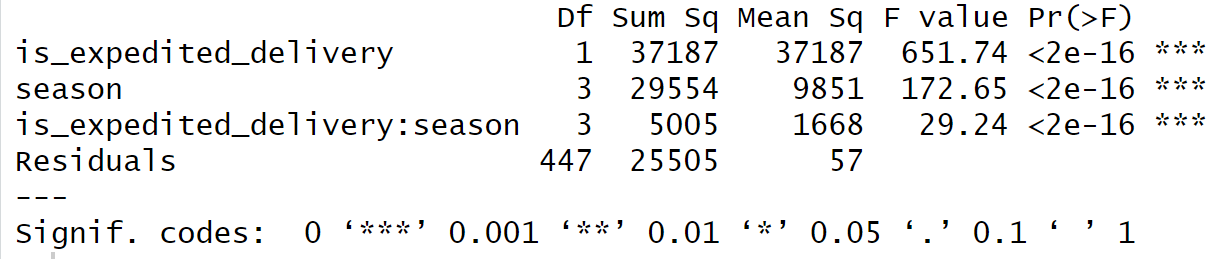 Df Sum Sq Mean Sq F value Pr(>F)
is_expedited_delivery 1 37187 37187 651.74 <2e-16 ***
season 3 29554 9851 172.65 <2e-16 ***
is_expedited_delivery:season 3 5005 1668 29.24 <2e-16 ***
Residuals 447 25505 57
---
Signif. codes: 0 ‘***’ 0.001 ‘**’ 0.01 ‘*’ 0.05 ‘.’ 0.1 ‘ ’ 1